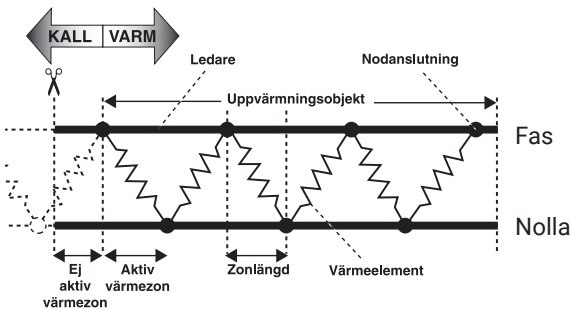 KALL VARM
Ledare
Nodanslutning
Uppvärmningsobjekt
Fas
Nolla
Ej
aktiv
värmezon
Aktiv
värmezon
Zonlängd
Värmeelement